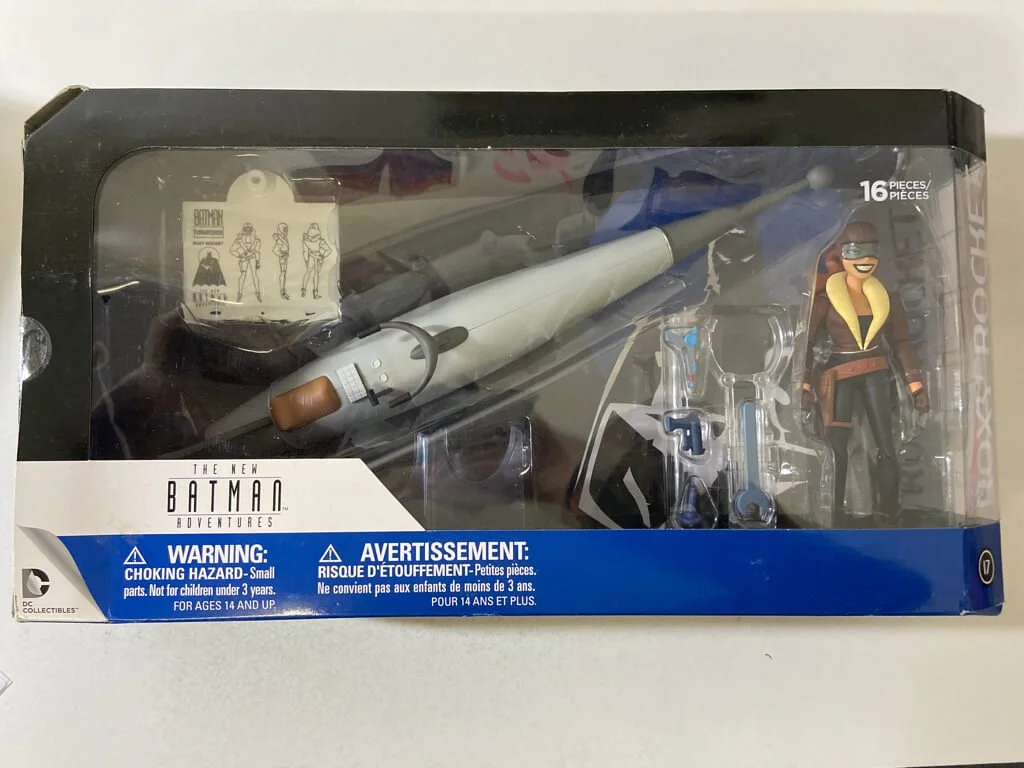 16 PIECES/
PIÈCES
BATMAN
THE NEW
BATMAN™
ADVENTURES
⚠ WARNING:
CHOKING HAZARD-Small
parts. Not for children under 3 years.
FOR AGES 14 AND UP.
⚠ AVERTISSEMENT:
RISQUE D'ÉTOUFFEMENT-Petites pièces.
Ne convient pas aux enfants de moins de 3 ans.
POUR 14 ANS ET PLUS.
DC
COLLECTIBLES™
17
ROXY ROCKET